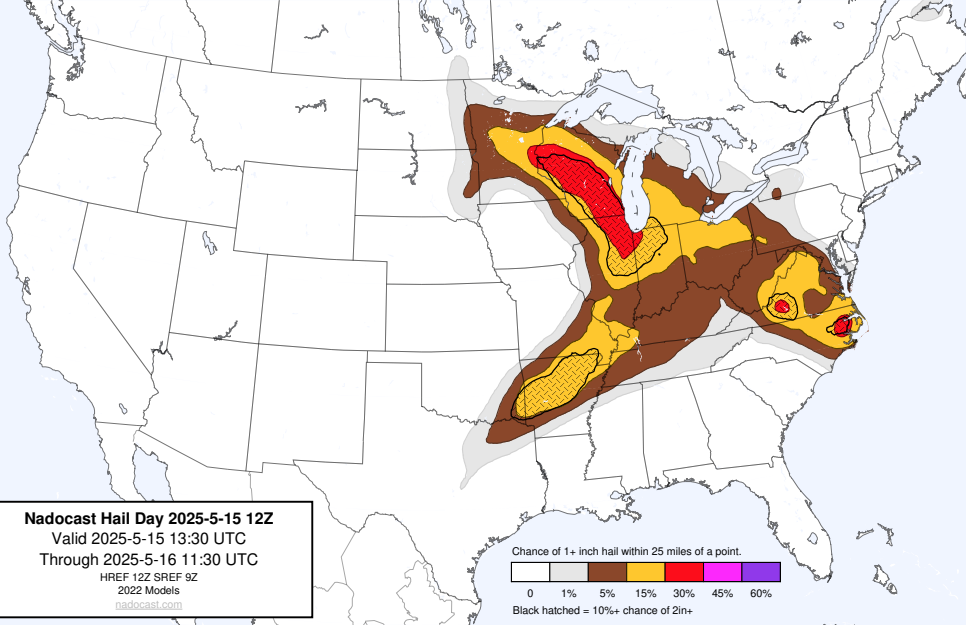 Nadocast Hail Day 2025-5-15 12Z
Valid 2025-5-15 13:30 UTC
Through 2025-5-16 11:30 UTC
HREF 12Z SREF 9Z
2022 Models
nadocast.com
Chance of 1+ inch hail within 25 miles of a point.
0 1% 5% 15% 30% 45% 60%
Black hatched = 10%+ chance of 2in+